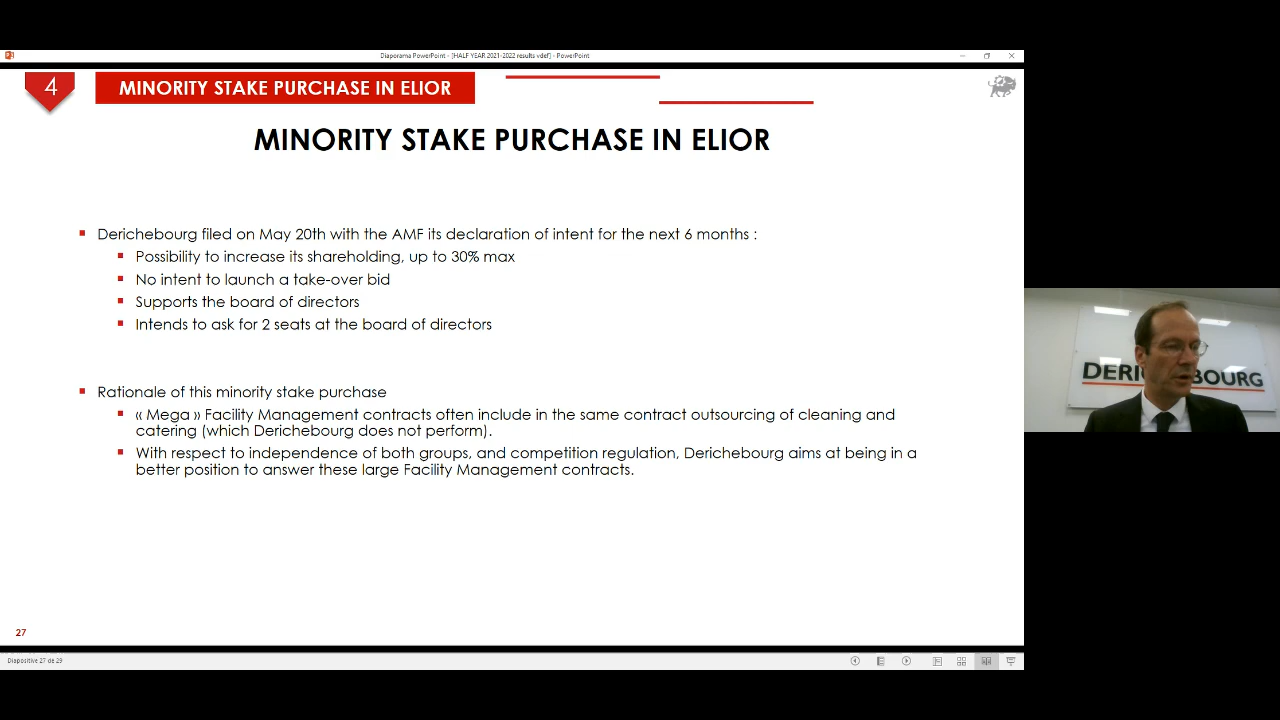 Diaporama PowerPoint - [HALF YEAR 2021-2022 results vdef] - PowerPoint
4
MINORITY STAKE PURCHASE IN ELIOR
MINORITY STAKE PURCHASE IN ELIOR
Derichebourg filed on May 20th with the AMF its declaration of intent for the next 6 months :
Possibility to increase its shareholding, up to 30% max
No intent to launch a take-over bid
Supports the board of directors
Intends to ask for 2 seats at the board of directors
Rationale of this minority stake purchase
« Mega » Facility Management contracts often include in the same contract outsourcing of cleaning and
catering (which Derichebourg does not perform).
With respect to independence of both groups, and competition regulation, Derichebourg aims at being in a
better position to answer these large Facility Management contracts.
27
Diapositive 27 de 29